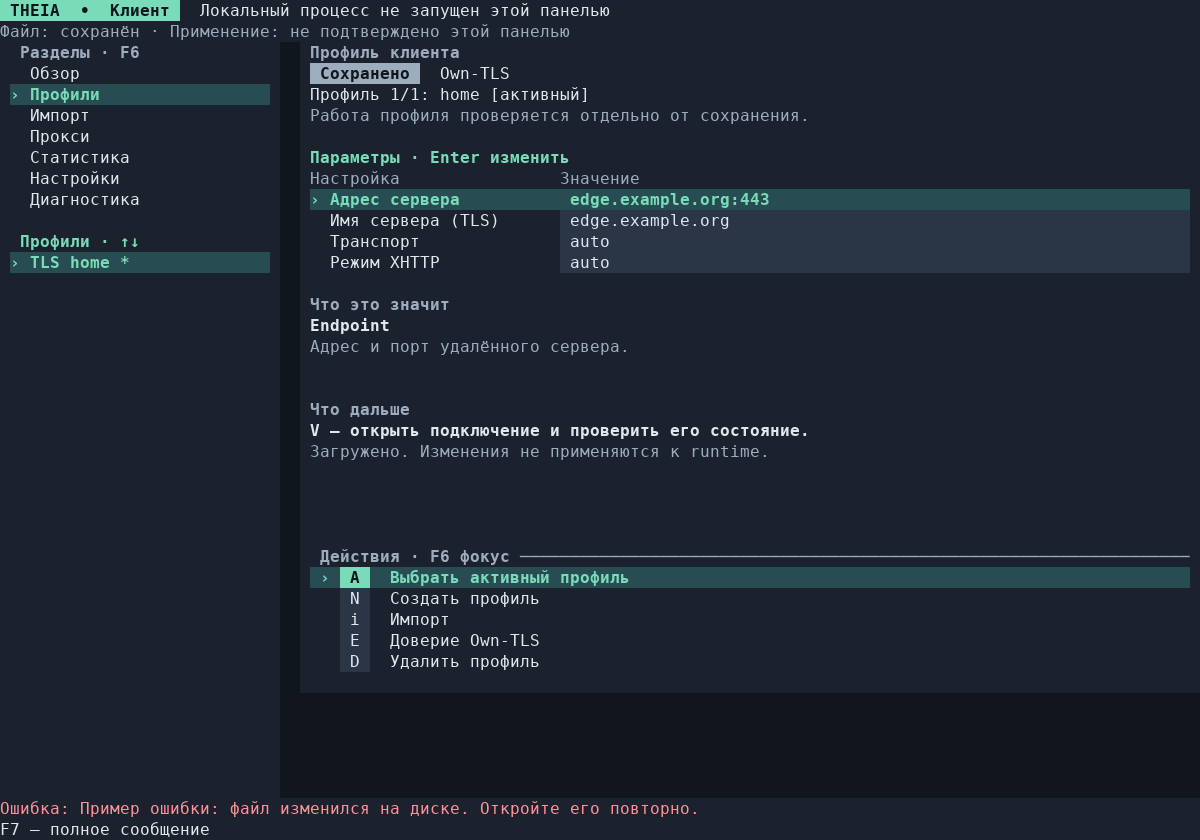 THEIA • Клиент Локальный процесс не запущен этой панелью
Файл: сохранён · Применение: не подтверждено этой панелью
Разделы · F6
Обзор
› Профили
Импорт
Прокси
Статистика
Настройки
Диагностика
Профили · ↑↓
› TLS home *
Профиль клиента
Сохранено Own-TLS
Профиль 1/1: home [активный]
Работа профиля проверяется отдельно от сохранения.
Параметры · Enter изменить
Настройка Значение
› Адрес сервера edge.example.org:443
Имя сервера (TLS) edge.example.org
Транспорт auto
Режим XHTTP auto
Что это значит
Endpoint
Адрес и порт удалённого сервера.
Что дальше
V — открыть подключение и проверить его состояние.
Загружено. Изменения не применяются к runtime.
Действия · F6 фокус
› A Выбрать активный профиль
N Создать профиль
i Импорт
E Доверие Own-TLS
D Удалить профиль
Ошибка: Пример ошибки: файл изменился на диске. Откройте его повторно.
F7 — полное сообщение